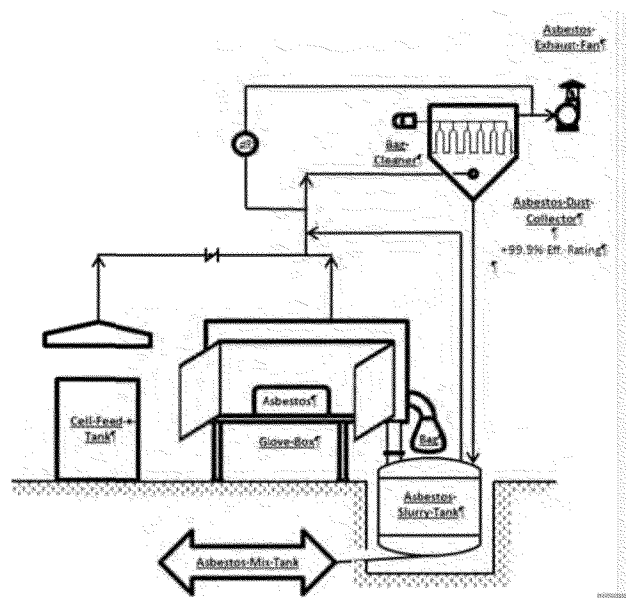 Asbestos
Exhaust-Fan¶
Bag
Cleaner¶
Asbestos-Dust
Collector¶
¶
+99.9%-Eff.-Rating¶
¶
Asbestos¶
Cell-Feed
Tank¶
Glove-Box¶
Bag
Asbestos
Slurry-Tank¶
Asbestos-Mix-Tank